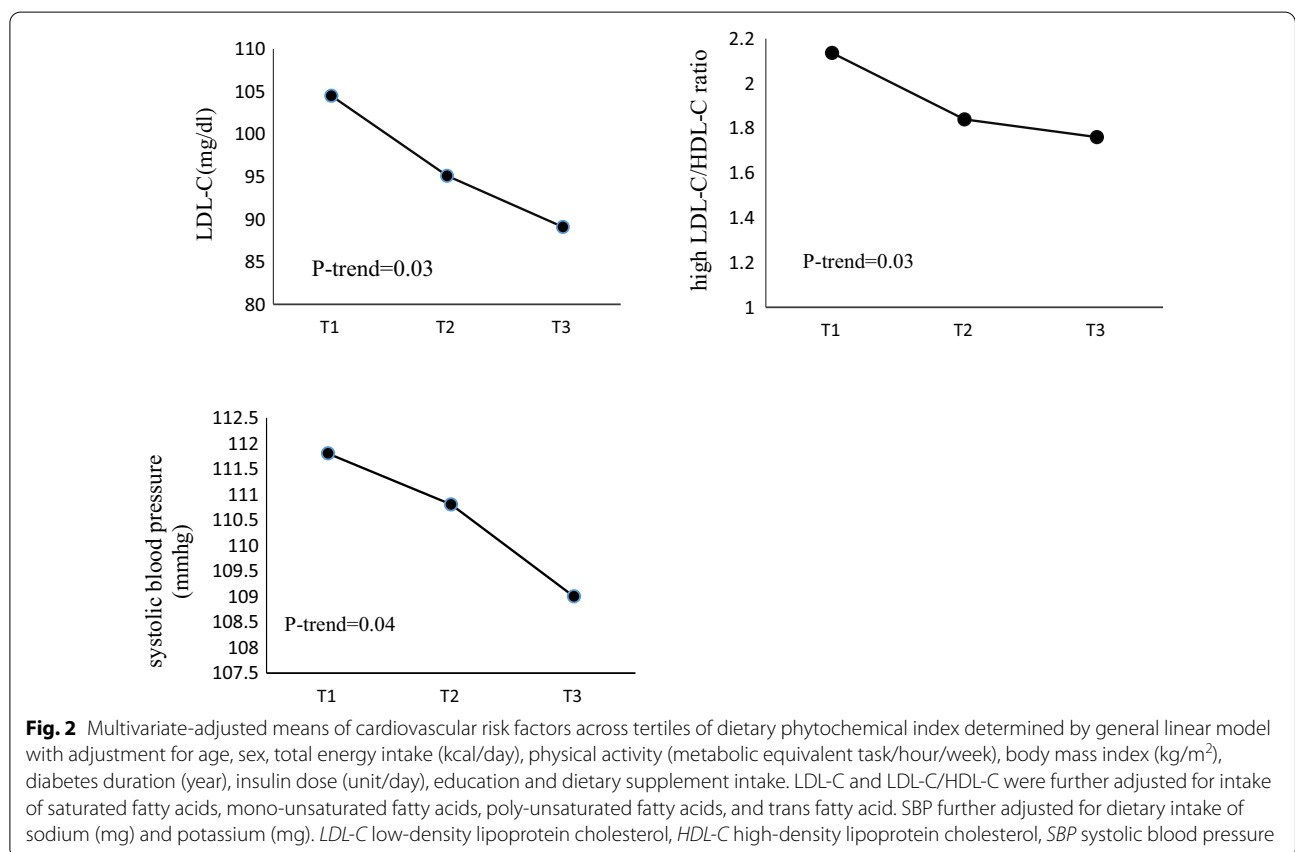 110
105
100
95
90
85
80
LDL-C(mg/dl)
P-trend=0.03
T1 T2 T3
2.2
2
1.8
1.6
1.4
1.2
1
high LDL-C/HDL-C ratio
P-trend=0.03
T1 T2 T3
112.5
112
111.5
111
110.5
110
109.5
109
108.5
108
107.5
systolic blood pressure
(mmhg)
P-trend=0.04
T1 T2 T3
Fig. 2 Multivariate-adjusted means of cardiovascular risk factors across tertiles of dietary phytochemical index determined by general linear model
with adjustment for age, sex, total energy intake (kcal/day), physical activity (metabolic equivalent task/hour/week), body mass index (kg/m²),
diabetes duration (year), insulin dose (unit/day), education and dietary supplement intake. LDL-C and LDL-C/HDL-C were further adjusted for intake
of saturated fatty acids, mono-unsaturated fatty acids, poly-unsaturated fatty acids, and trans fatty acid. SBP further adjusted for dietary intake of
sodium (mg) and potassium (mg). LDL-C low-density lipoprotein cholesterol, HDL-C high-density lipoprotein cholesterol, SBP systolic blood pressure